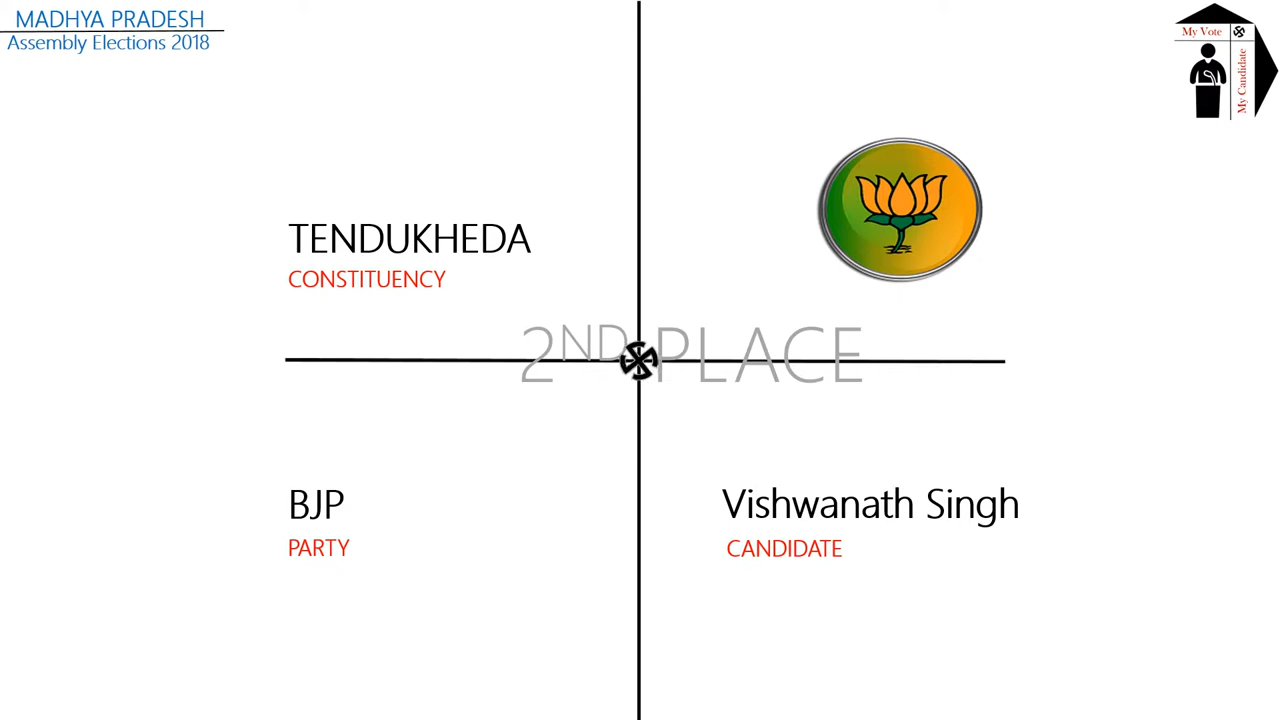 MADHYA PRADESH
Assembly Elections 2018
My Vote
My Candidate
TENDUKHEDA
CONSTITUENCY
2ND PLACE
BJP
PARTY
Vishwanath Singh
CANDIDATE